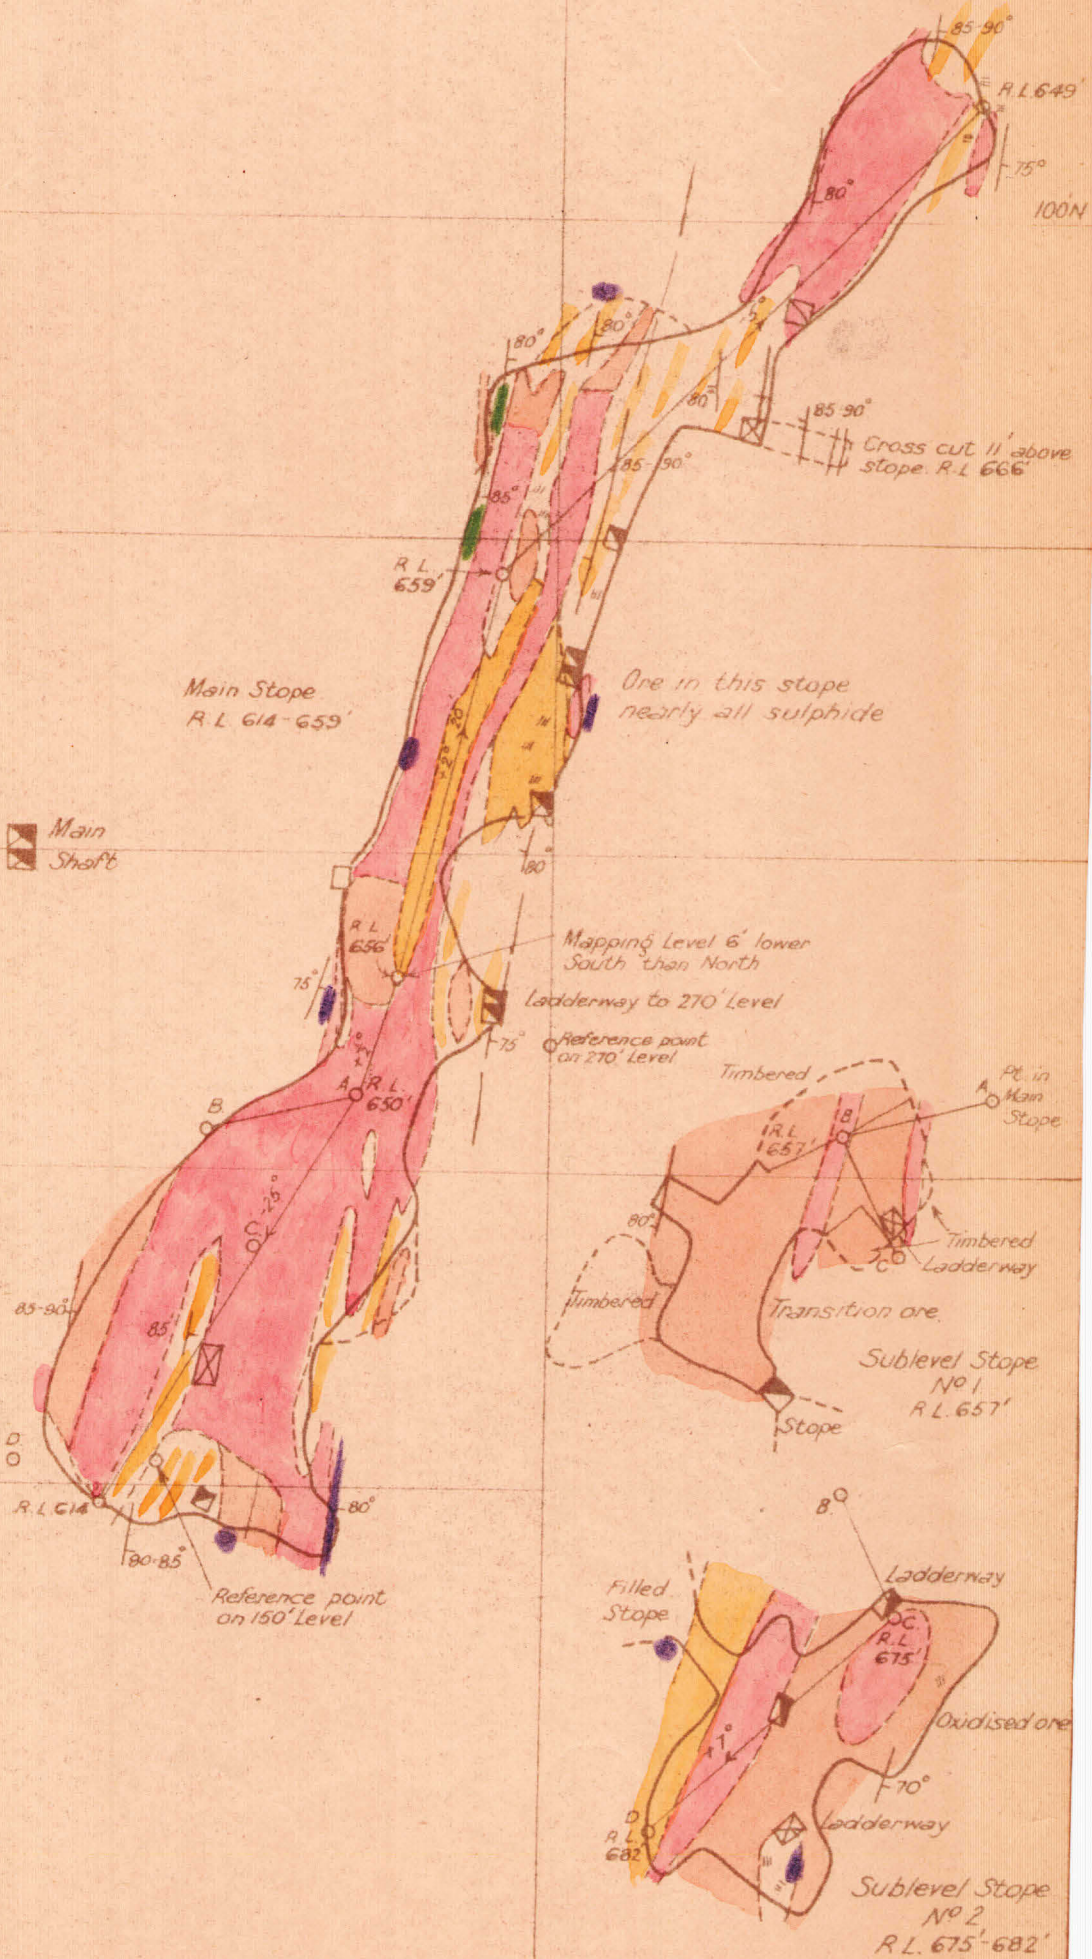 85-90°
R.L. 649'
75°
100'N
80°
80°
80°
80°
85-90°
Cross cut 11' above
stope. R.L 666'
85-90°
85°
R.L.
659'
Main Stope
R.L. 614-659'
Ore in this stope
nearly all sulphide
+2°
20'
Main
Shaft
80°
R.L.
656'
Mapping Level 6' lower
South than North
75°
Ladderway to 270' Level
75°
Reference point
on 270' Level
A
R.L.
650'
B.
Timbered
A
Pt. in
Main
Stope
B
R.L.
657'
C
-25°
80°
Timbered
Ladderway
C
85-90°
85
Timbered
Transition ore.
Sublevel Stope
No 1
R.L. 657'
Stope
D
R.L. 614
80°
80-85°
Reference point
on 150' Level
B.
Filled
Stope
Ladderway
C.
R.L.
675'
Oxidised ore
+7°
70°
D
R.L.
682'
Ladderway
Sublevel Stope
No 2
R.L. 675'-682'